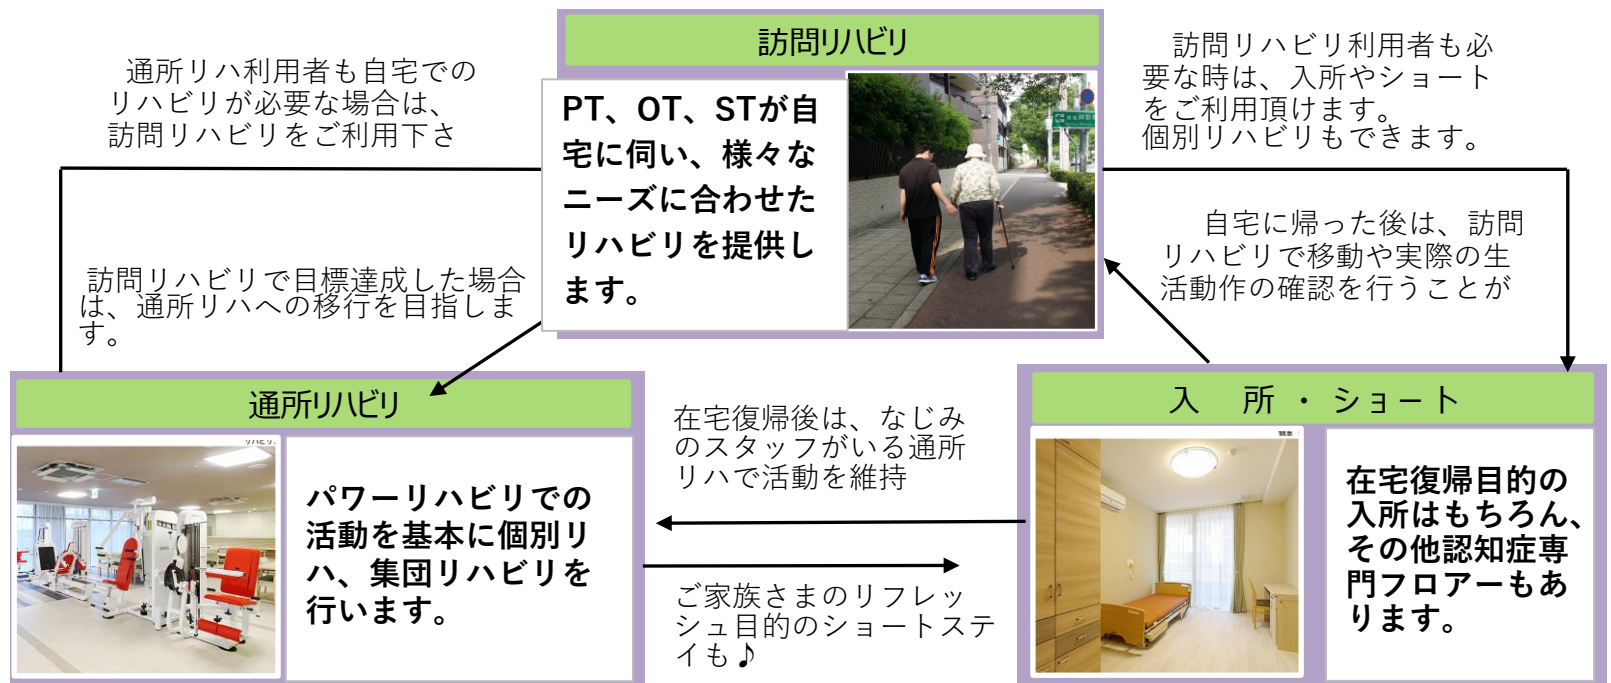 訪問リハビリ
通所リハ利用者も自宅での
リハビリが必要な場合は、
訪問リハビリをご利用下さ
PT、OT、STが自
宅に伺い、様々な
ニーズに合わせた
リハビリを提供し
ます。
訪問リハビリ利用者も必
要な時は、入所やショート
をご利用頂けます。
個別リハビリもできます。
自宅に帰った後は、訪問
リハビリで移動や実際の生
活動作の確認を行うことが
訪問リハビリで目標達成した場合
は、通所リハへの移行を目指しま
す。
通所リハビリ
パワーリハビリでの
活動を基本に個別リ
ハ、集団リハビリを
行います。
在宅復帰後は、なじみ
のスタッフがいる通所
リハで活動を維持
ご家族さまのリフレッ
シュ目的のショートステ
イも♪
入 所・ショート
在宅復帰目的の
入所はもちろん、
その他認知症専
門フロアーもあ
ります。